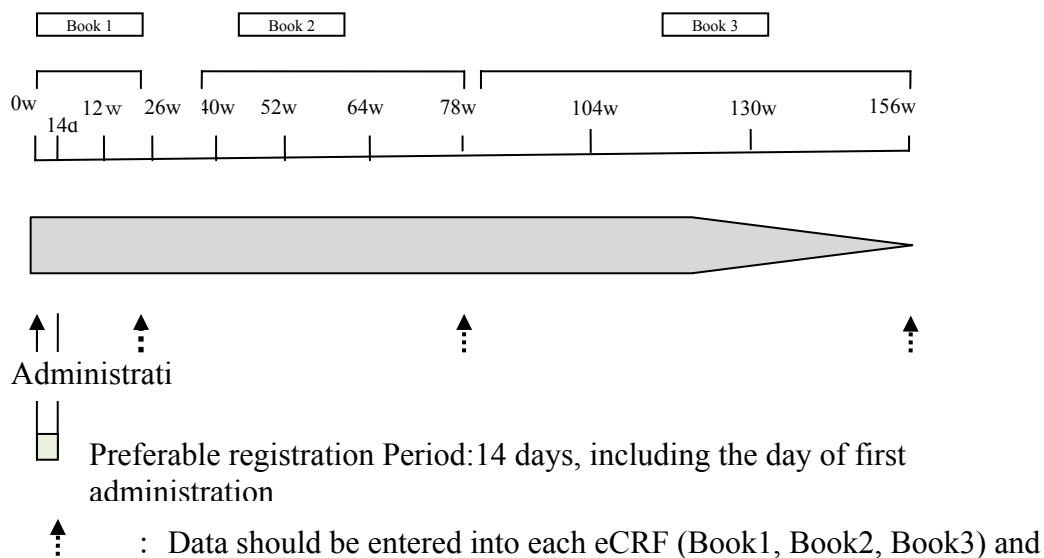 Book 1 Book 2 Book 3
0w 12 w 26w 40w 52w 64w 78w 104w 130w 156w
14d
Administrati
Preferable registration Period:14 days, including the day of first
administration
: Data should be entered into each eCRF (Book1, Book2, Book3) and